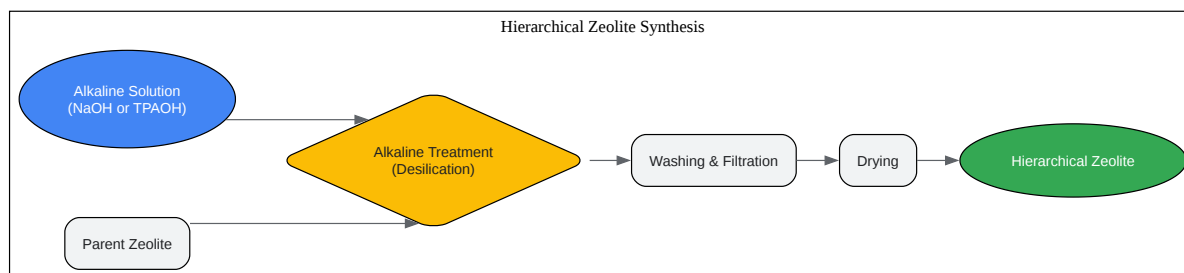 Hierarchical Zeolite Synthesis
Alkaline Solution
(NaOH or TPAOH)
Alkaline Treatment
(Desilication)
Washing & Filtration
Drying
Hierarchical Zeolite
Parent Zeolite